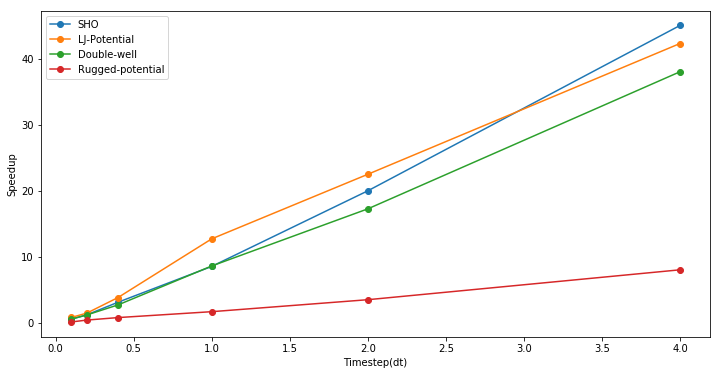 SHO
LJ-Potential
Double-well
Rugged-potential
Speedup
40
30
20
10
0
0.0 0.5 1.0 1.5 2.0 2.5 3.0 3.5 4.0
Timestep(dt)